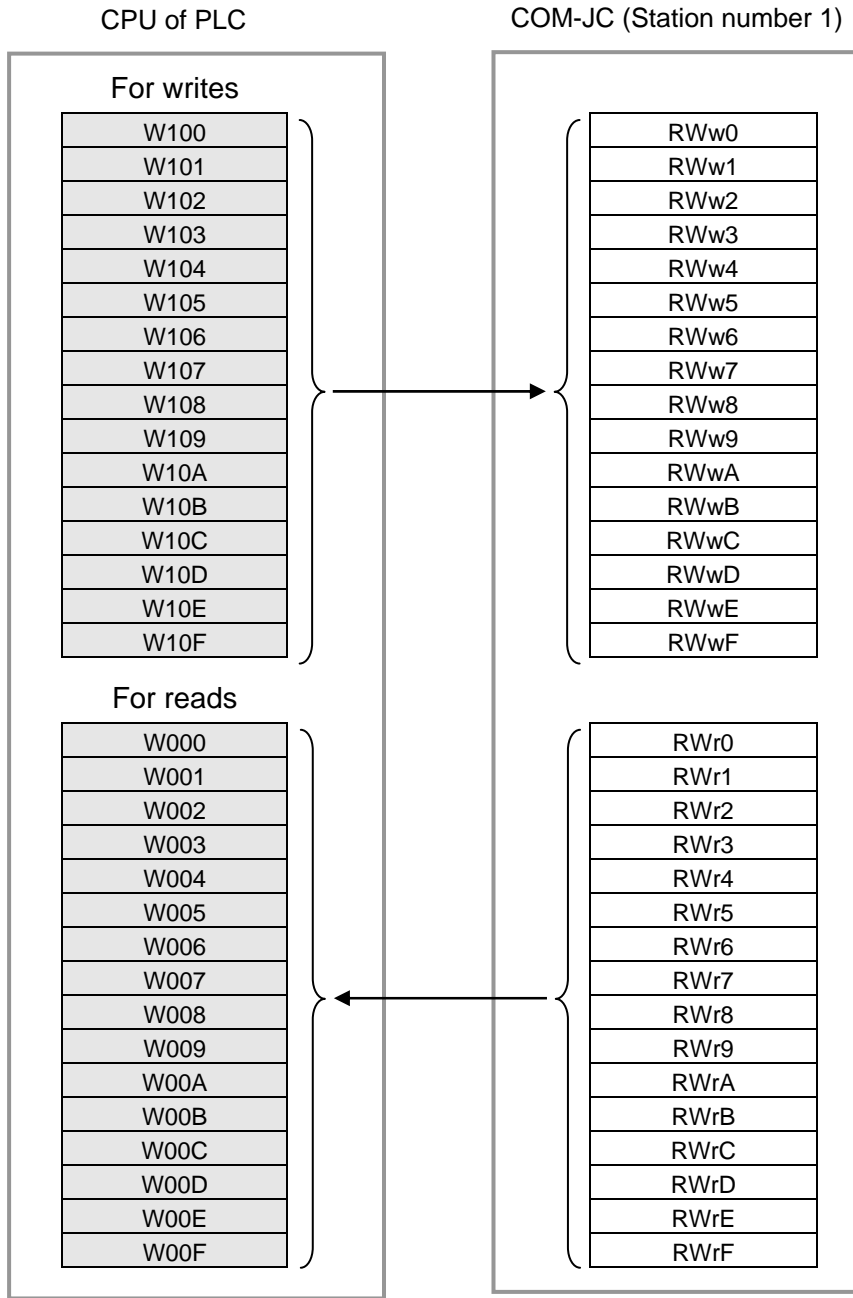 CPU of PLC COM-JC (Station number 1)
For writes
W100 RWw0
W101 RWw1
W102 RWw2
W103 RWw3
W104 RWw4
W105 RWw5
W106 RWw6
W107 RWw7
W108 RWw8
W109 RWw9
W10A RWwA
W10B RWwB
W10C RWwC
W10D RWwD
W10E RWwE
W10F RWwF
For reads
W000 RWr0
W001 RWr1
W002 RWr2
W003 RWr3
W004 RWr4
W005 RWr5
W006 RWr6
W007 RWr7
W008 RWr8
W009 RWr9
W00A RWrA
W00B RWrB
W00C RWrC
W00D RWrD
W00E RWrE
W00F RWrF